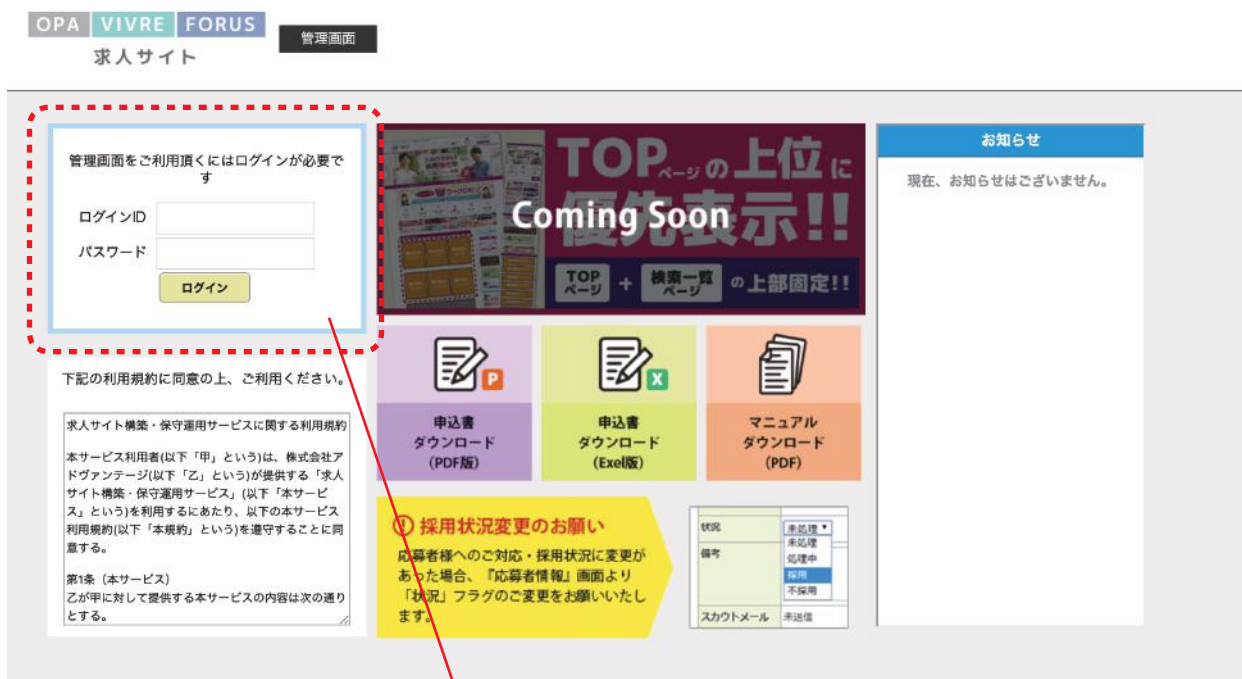 OPA VIVRE FORUS
求人サイト
管理画面
管理画面をご利用頂くにはログインが必要で
す
ログインID
パスワード
ログイン
下記の利用規約に同意の上、ご利用ください。
求人サイト構築・保守運用サービスに関する利用規約
本サービス利用者(以下「甲」という)は、株式会社ア
ドヴァンテージ(以下「乙」という)が提供する「求人
サイト構築・保守運用サービス」(以下「本サービ
ス」という)を利用するにあたり、以下の本サービス
利用規約(以下「本規約」という)を遵守することに同
意する。
第1条（本サービス）
乙が甲に対して提供する本サービスの内容は次の通り
とする。
TOPページの上位に
優先表示!!
Coming Soon
TOP
ページ
+
検索一覧
ページ
の上部固定!!
P
申込書
ダウンロード
(PDF版)
X
申込書
ダウンロード
(Exel版)
マニュアル
ダウンロード
(PDF)
! 採用状況変更のお願い
応募者様へのご対応・採用状況に変更が
あった場合、『応募者情報』画面より
「状況」フラグのご変更をお願いいたし
ます。
状況
未処理
未処理
処理中
採用
不採用
備考
スカウトメール 未送信
お知らせ
現在、お知らせはございません。